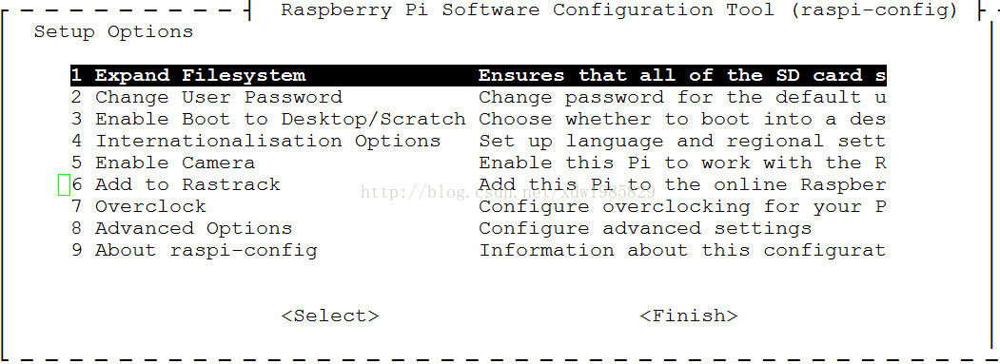 Raspberry Pi Software Configuration Tool (raspi-config)
Setup Options
1 Expand Filesystem Ensures that all of the SD card s
2 Change User Password Change password for the default u
3 Enable Boot to Desktop/Scratch Choose whether to boot into a des
4 Internationalisation Options Set up language and regional sett
5 Enable Camera Enable this Pi to work with the R
6 Add to Rastrack Add this Pi to the online Raspber
http://blog.csdn.net/xdw1985829
7 Overclock Configure overclocking for your P
8 Advanced Options Configure advanced settings
9 About raspi-config Information about this configurat
<Select> <Finish>